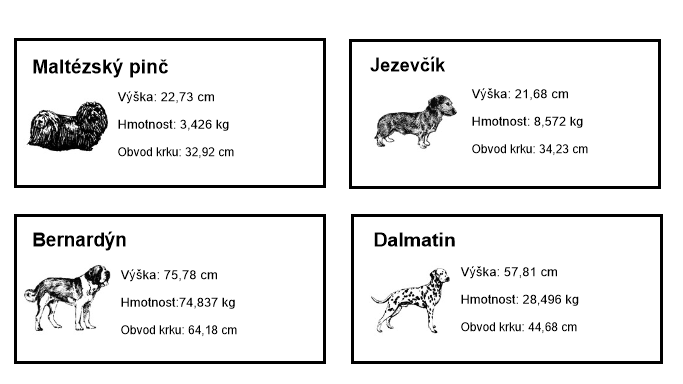 Maltézský pinč
Výška: 22,73 cm
Hmotnost: 3,426 kg
Obvod krku: 32,92 cm
Jezevčík
Výška: 21,68 cm
Hmotnost: 8,572 kg
Obvod krku: 34,23 cm
Bernardýn
Výška: 75,78 cm
Hmotnost:74,837 kg
Obvod krku: 64,18 cm
Dalmatin
Výška: 57,81 cm
Hmotnost: 28,496 kg
Obvod krku: 44,68 cm